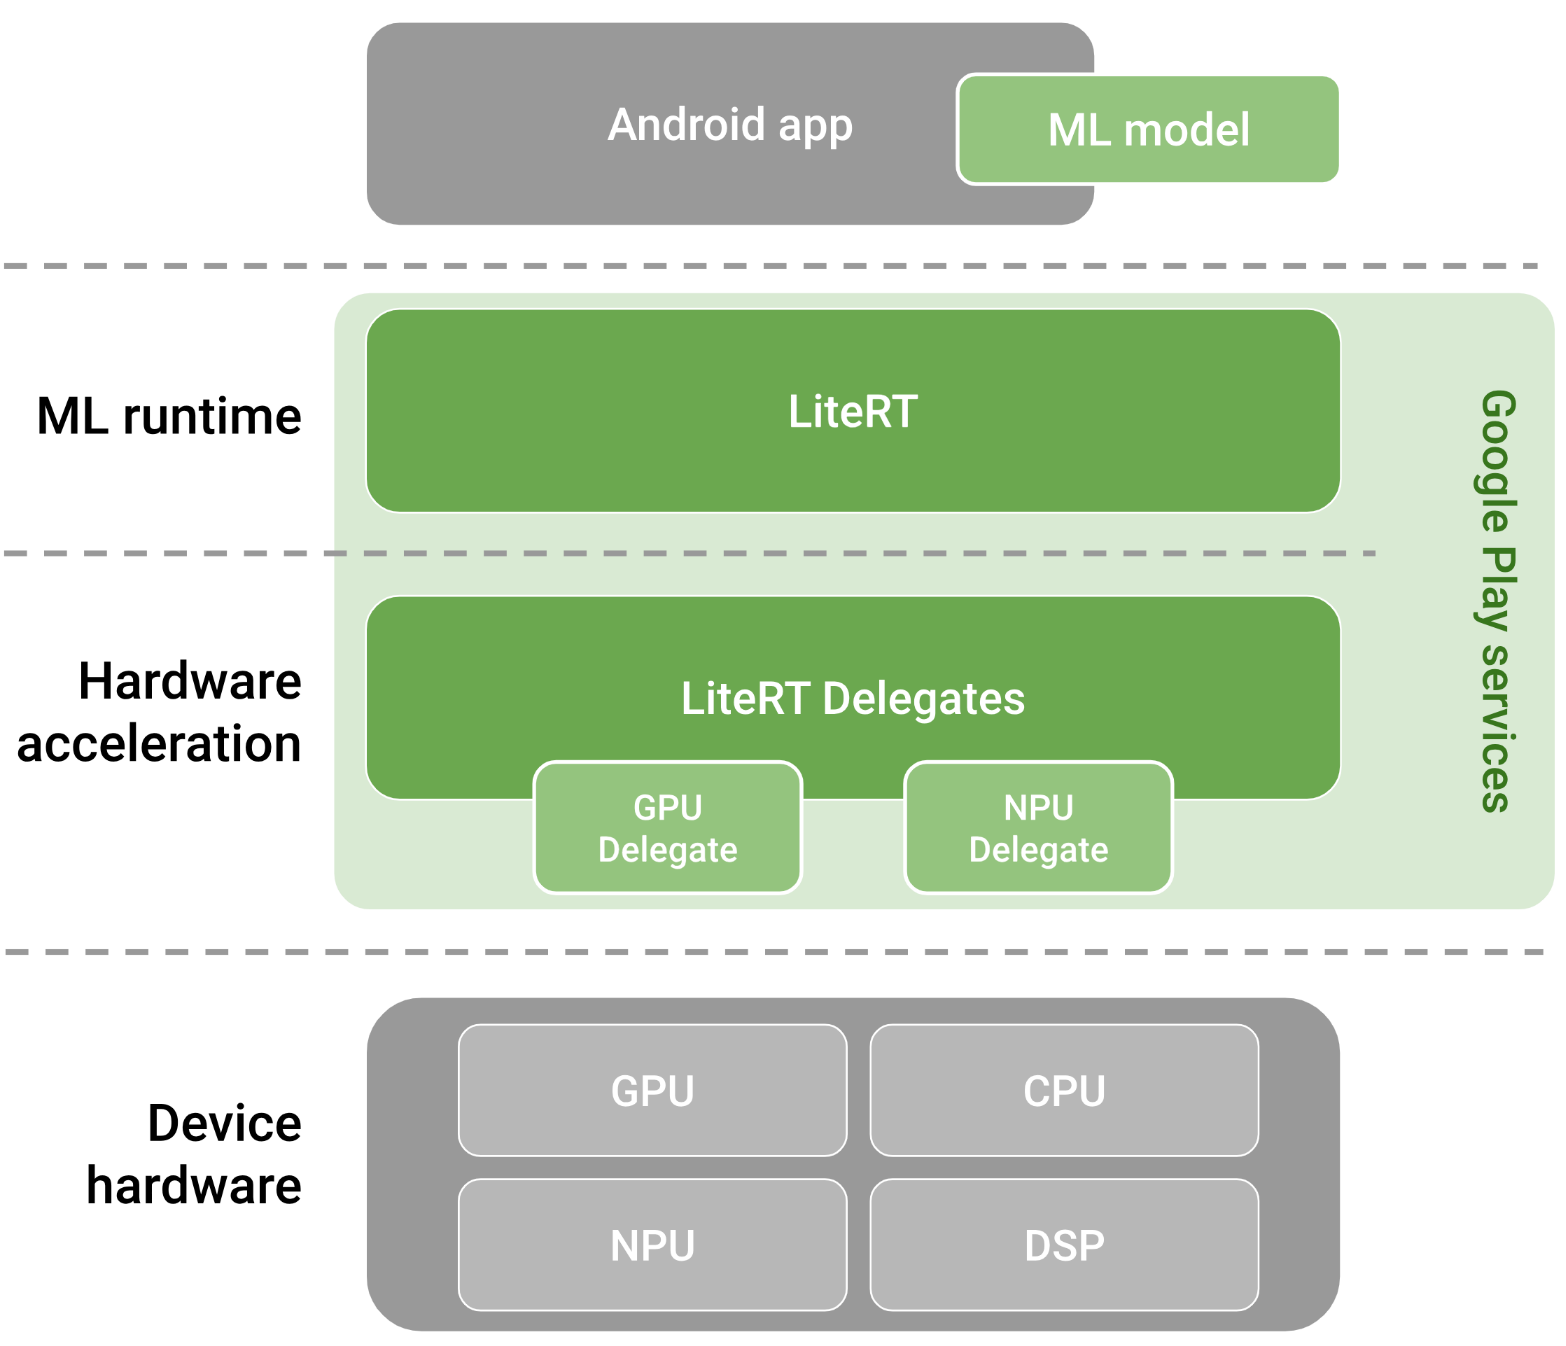 Android app
ML model
ML runtime
LiteRT
Google Play services
Hardware
acceleration
LiteRT Delegates
GPU
Delegate
NPU
Delegate
Device
hardware
GPU
CPU
NPU
DSP